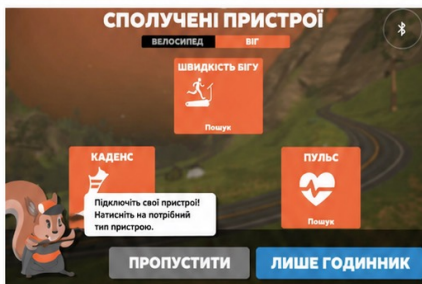 СПОЛУЧЕНІ ПРИСТРОЇ
ВЕЛОСИПЕД БІГ
ШВИДКІСТЬ БІГУ
Пошук
КАДЕНС
ПУЛЬС
Підключіть свої пристрої!
Натисніть на потрібний
тип пристрою.
Пошук
ПРОПУСТИТИ
ЛИШЕ ГОДИННИК